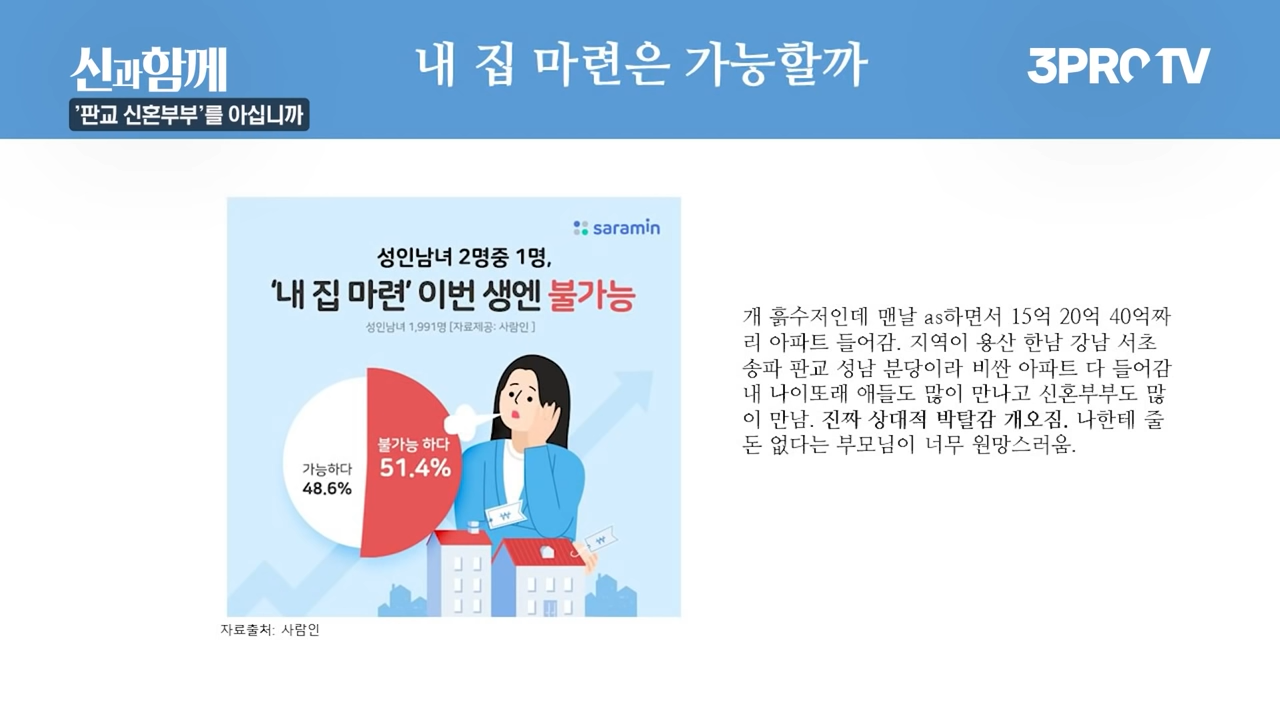 신과함께
'판교 신혼부부'를 아십니까
내 집 마련은 가능할까
3PROTV
saramin
성인남녀 2명중 1명,
‘내 집 마련’ 이번 생엔 불가능
성인남녀 1,991명 [자료제공: 사람인 ]
불가능 하다
51.4%
가능하다
48.6%
₩
₩
자료출처: 사람인
개 흙수저인데 맨날 as하면서 15억 20억 40억짜
리 아파트 들어감. 지역이 용산 한남 강남 서초
송파 판교 성남 분당이라 비싼 아파트 다 들어감
내 나이또래 애들도 많이 만나고 신혼부부도 많
이 만남. 진짜 상대적 박탈감 개오짐. 나한테 줄
돈 없다는 부모님이 너무 원망스러움.